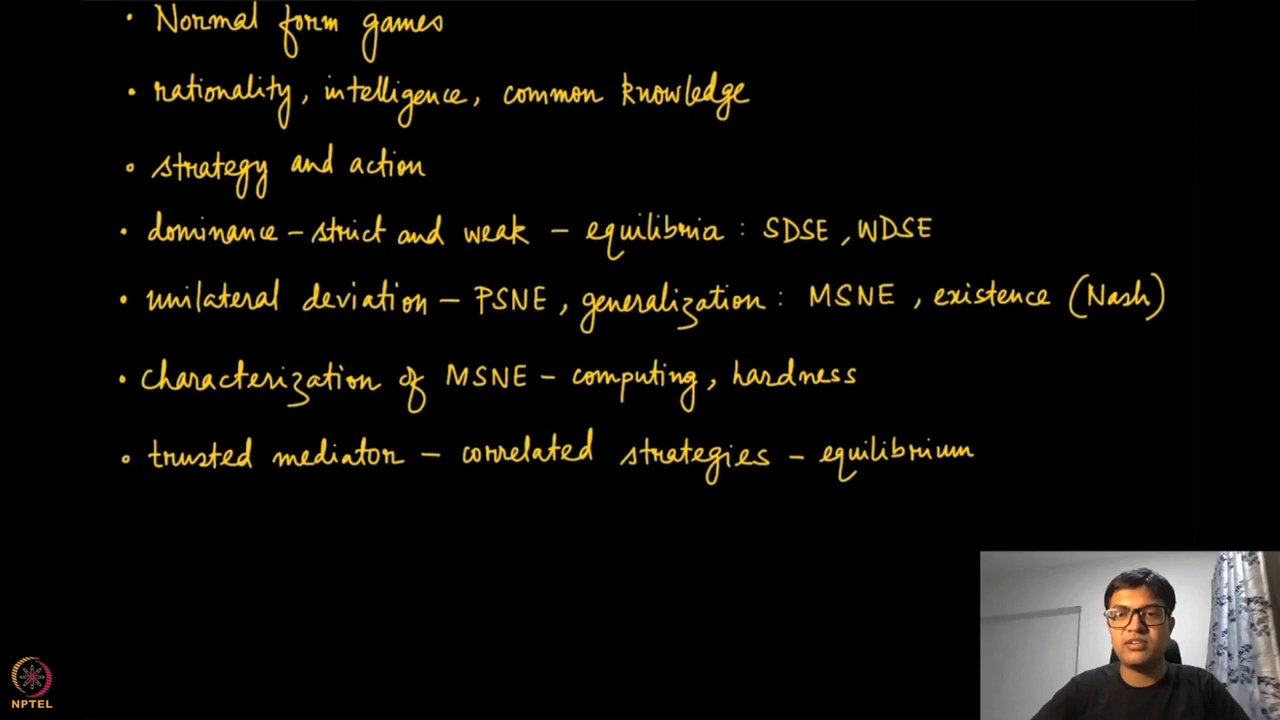 • Normal form games
• rationality, intelligence, common knowledge
• strategy and action
• dominance – strict and weak – equilibria : SDSE, WDSE
• unilateral deviation – PSNE, generalization : MSNE, existence (Nash)
• characterization of MSNE – computing, hardness
• trusted mediator – correlated strategies – equilibrium
NPTEL